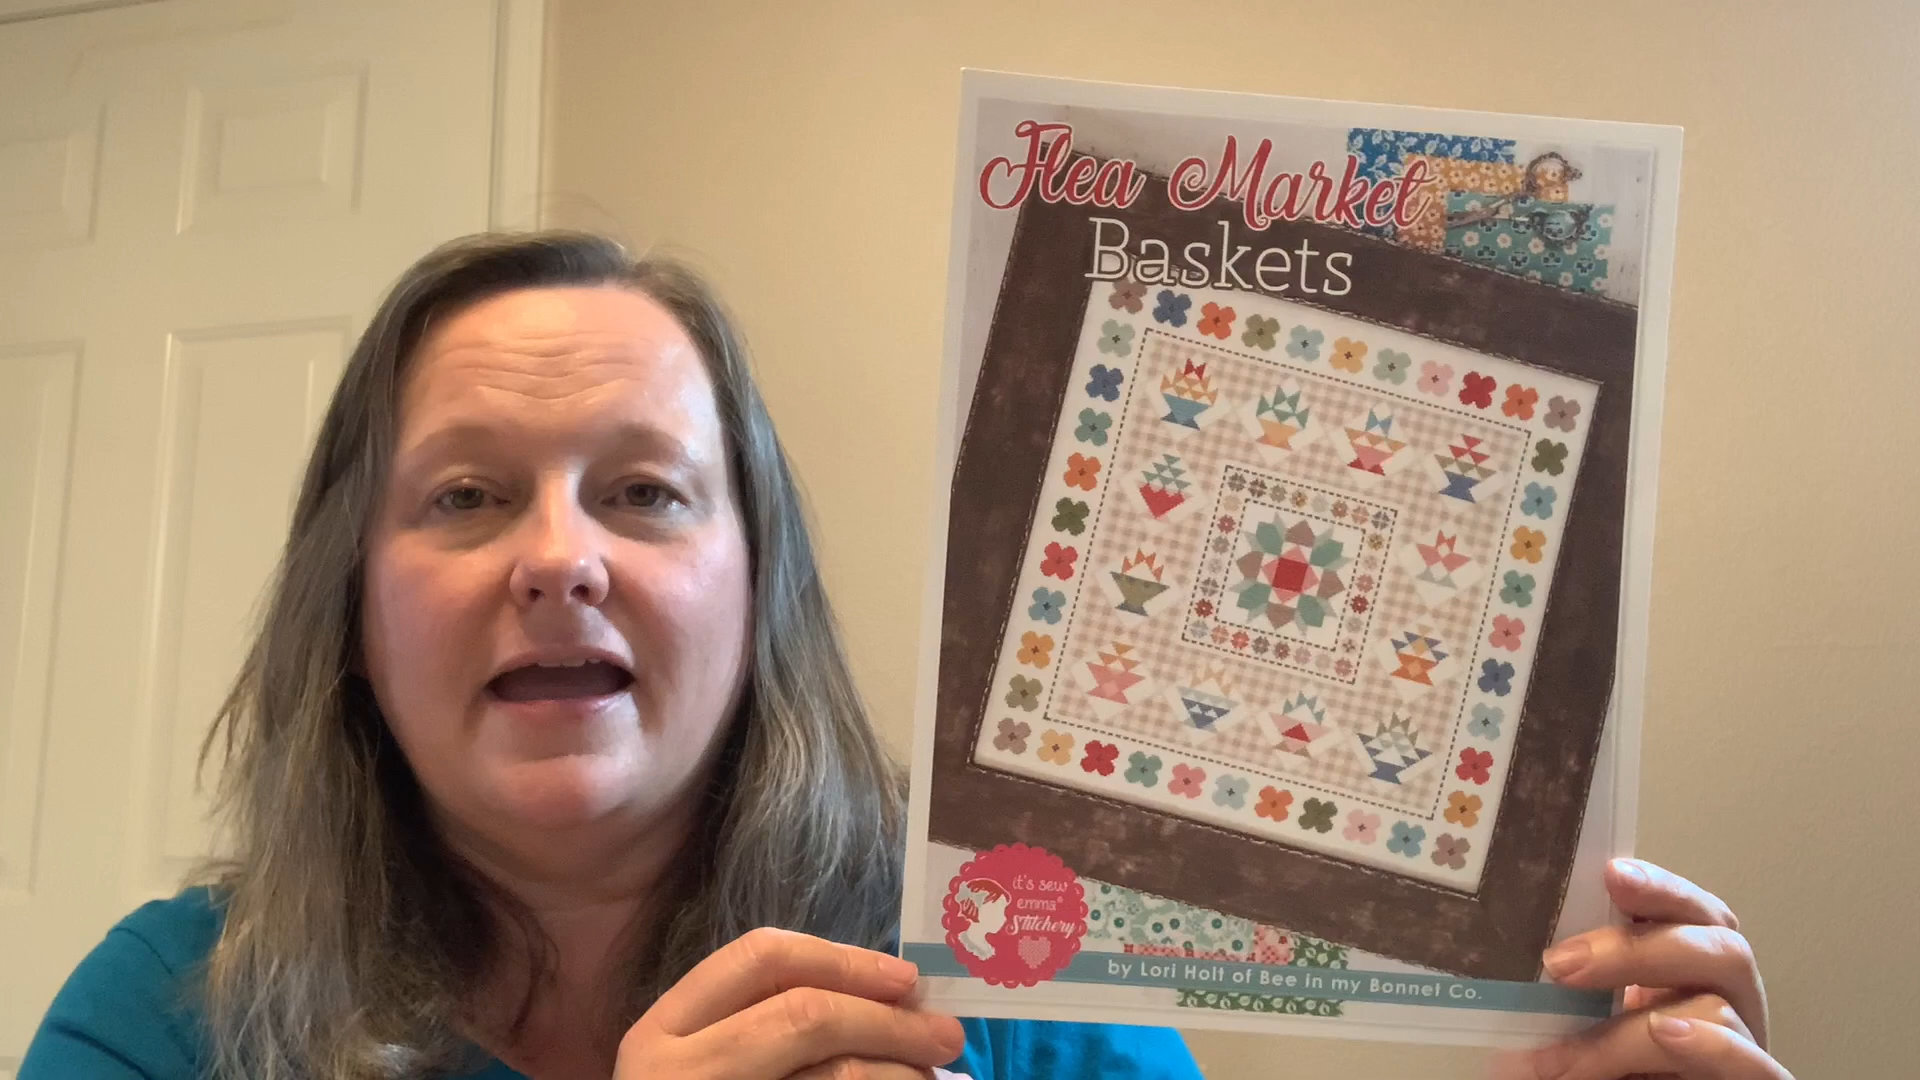 Flea Market
Baskets
it's sew
emma®
Stitchery
by Lori Holt of Bee in my Bonnet Co.